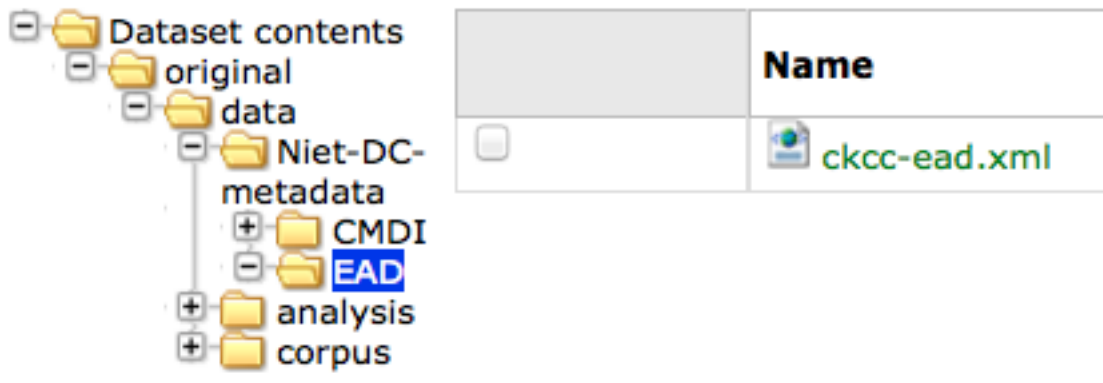 Dataset contents
original
data
Niet-DC-
metadata
CMDI
EAD
analysis
corpus
Name
ckcc-ead.xml